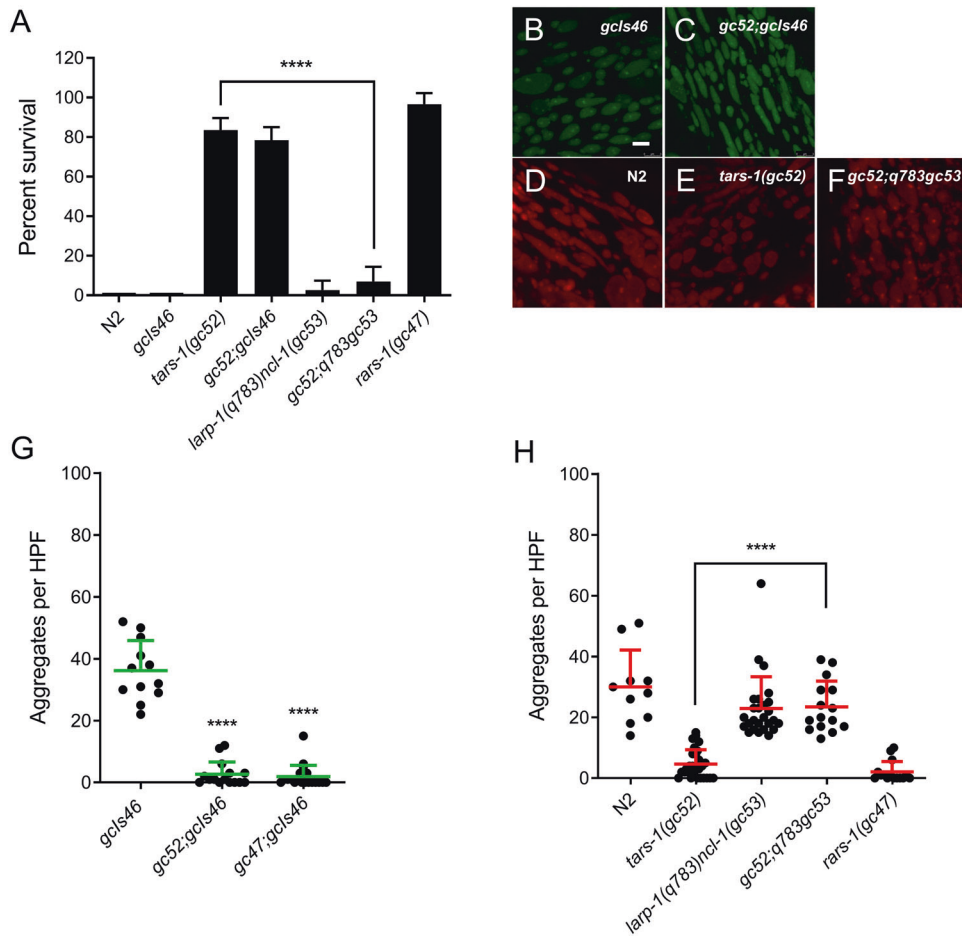 A
Percent survival
120
100
80
60
40
20
0
****
N2
gcIs46
tars-1(gc52)
gc52;gcIs46
larp-1(q783)ncl-1(gc53)
gc52;q783gc53
rars-1(gc47)
B
gcIs46
C
gc52;gcIs46
D
N2
E
tars-1(gc52)
F
gc52;q783gc53
G
Aggregates per HPF
100
80
60
40
20
0
****
****
gcIs46
gc52;gcIs46
gc47;gcIs46
H
Aggregates per HPF
100
80
60
40
20
0
****
N2
tars-1(gc52)
larp-1(q783)ncl-1(gc53)
gc52;q783gc53
rars-1(gc47)